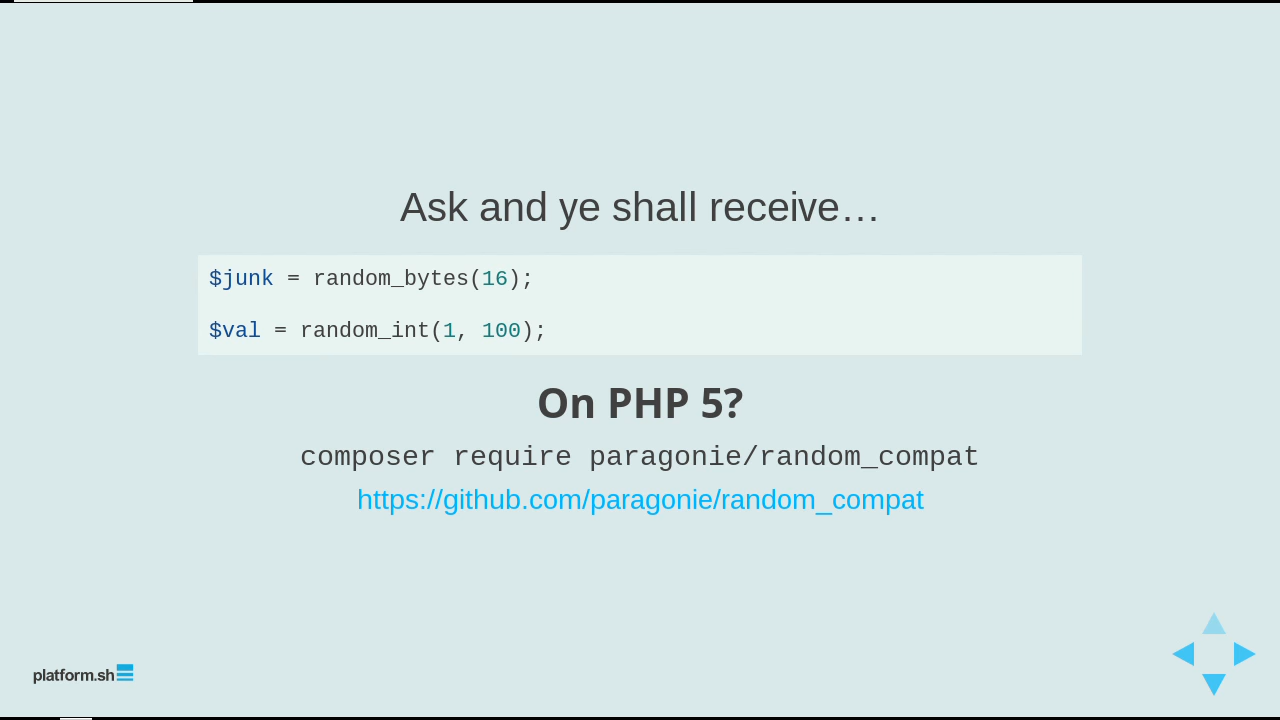 Ask and ye shall receive…
$junk = random_bytes(16);
$val = random_int(1, 100);
On PHP 5?
composer require paragonie/random_compat
https://github.com/paragonie/random_compat
platform.sh